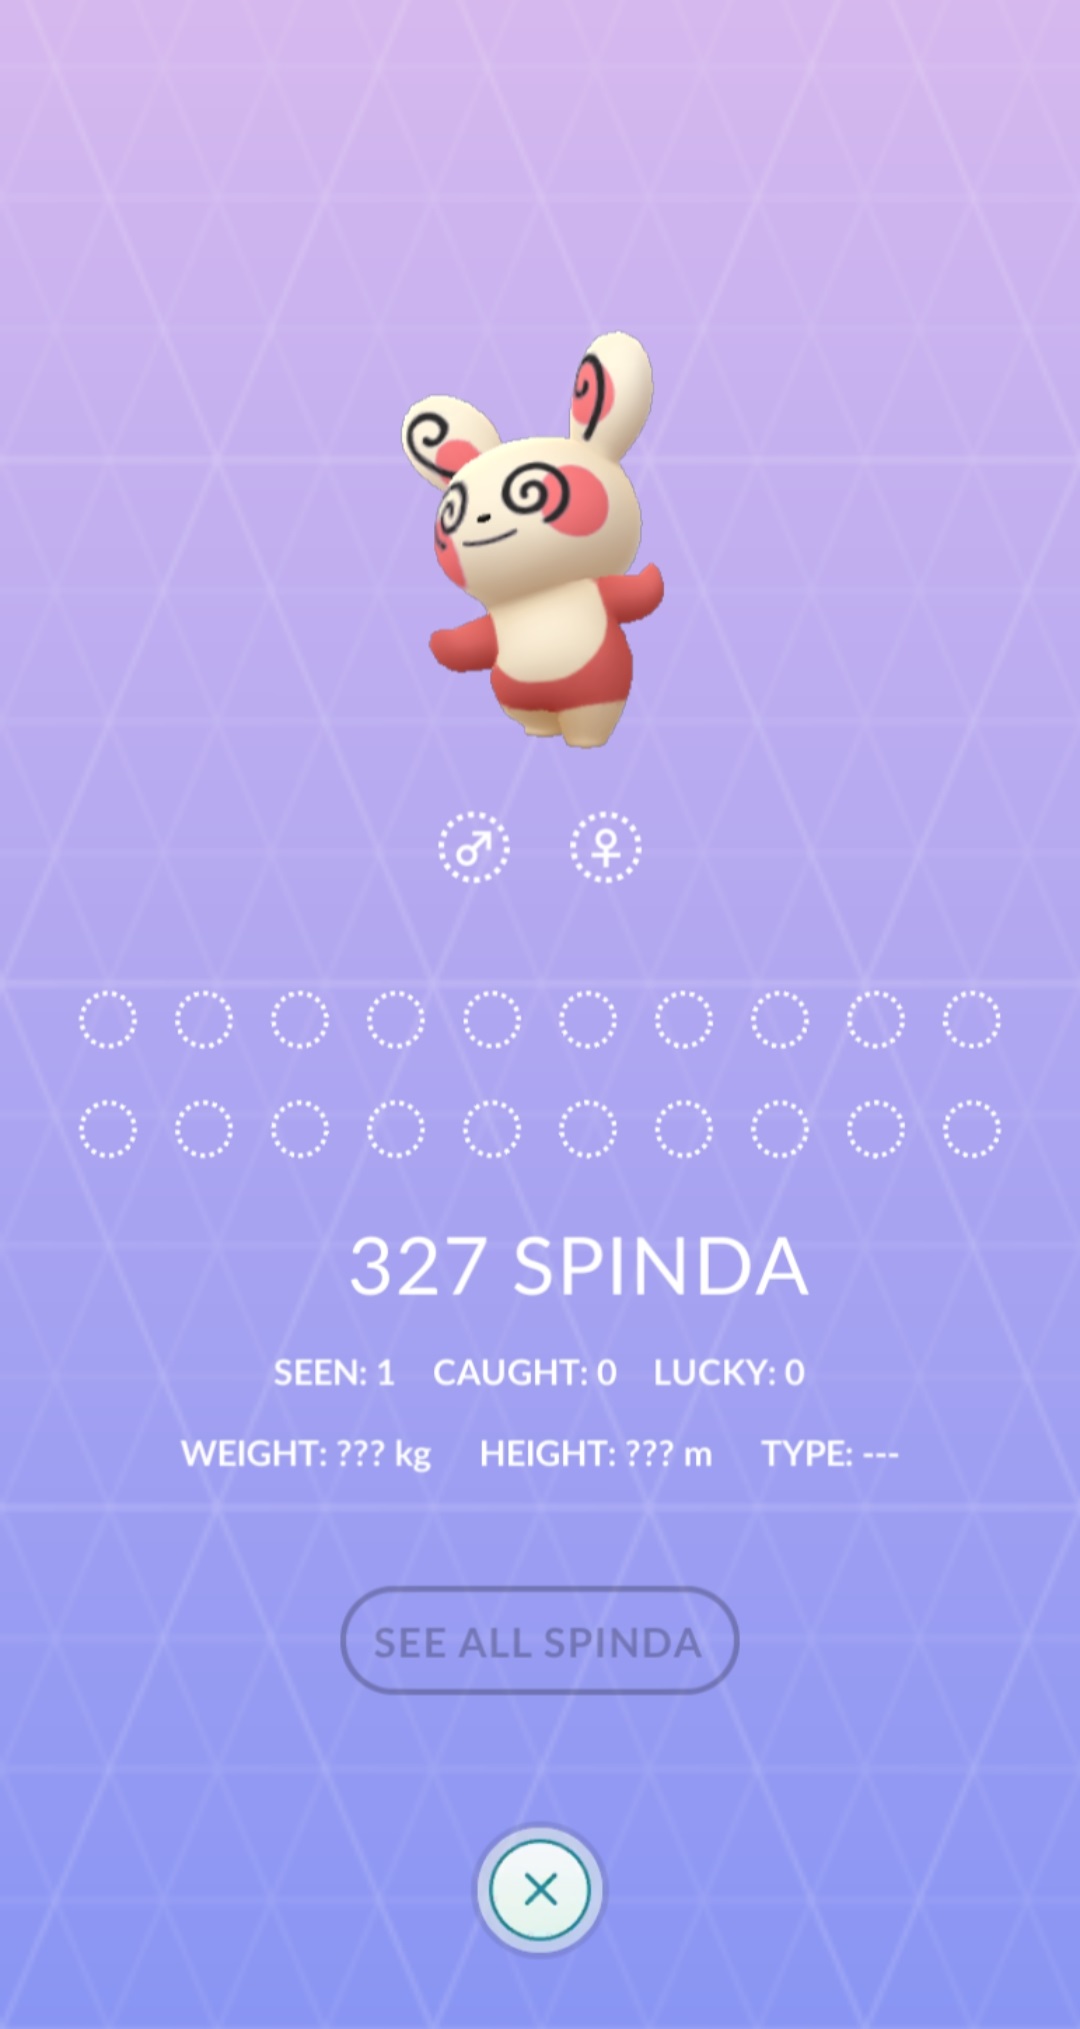 ♂ ♀
327 SPINDA
SEEN: 1 CAUGHT: 0 LUCKY: 0
WEIGHT: ??? kg HEIGHT: ??? m TYPE: ---
SEE ALL SPINDA